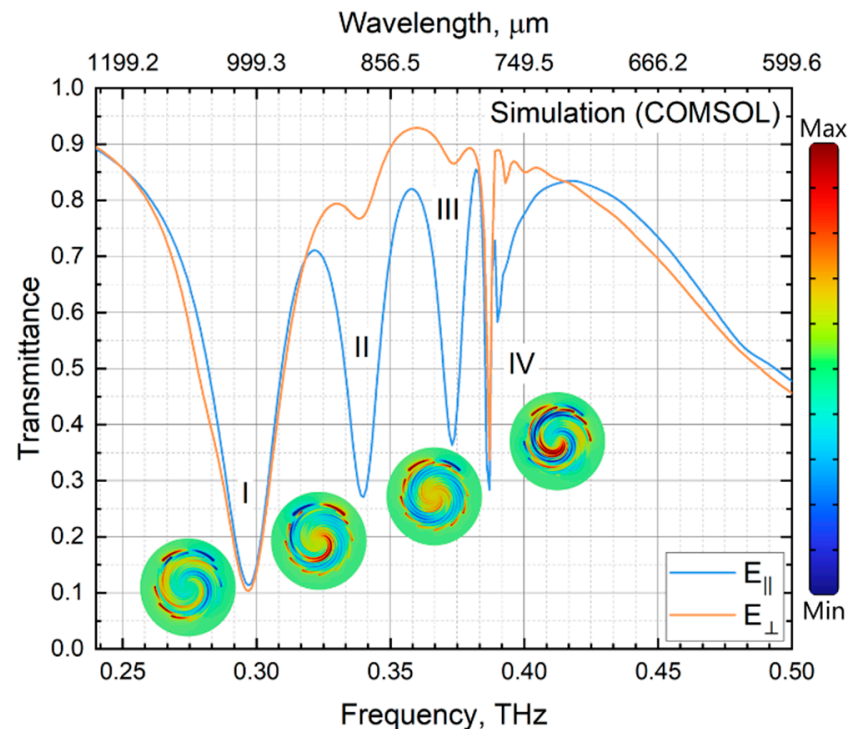 Wavelength, μm
1199.2 999.3 856.5 749.5 666.2 599.6
Simulation (COMSOL)
Max
1.0
0.9
0.8
0.7
0.6
0.5
0.4
0.3
0.2
0.1
0.0
Transmittance
I
II
III
IV
E||
E⊥
Min
0.25 0.30 0.35 0.40 0.45 0.50
Frequency, THz